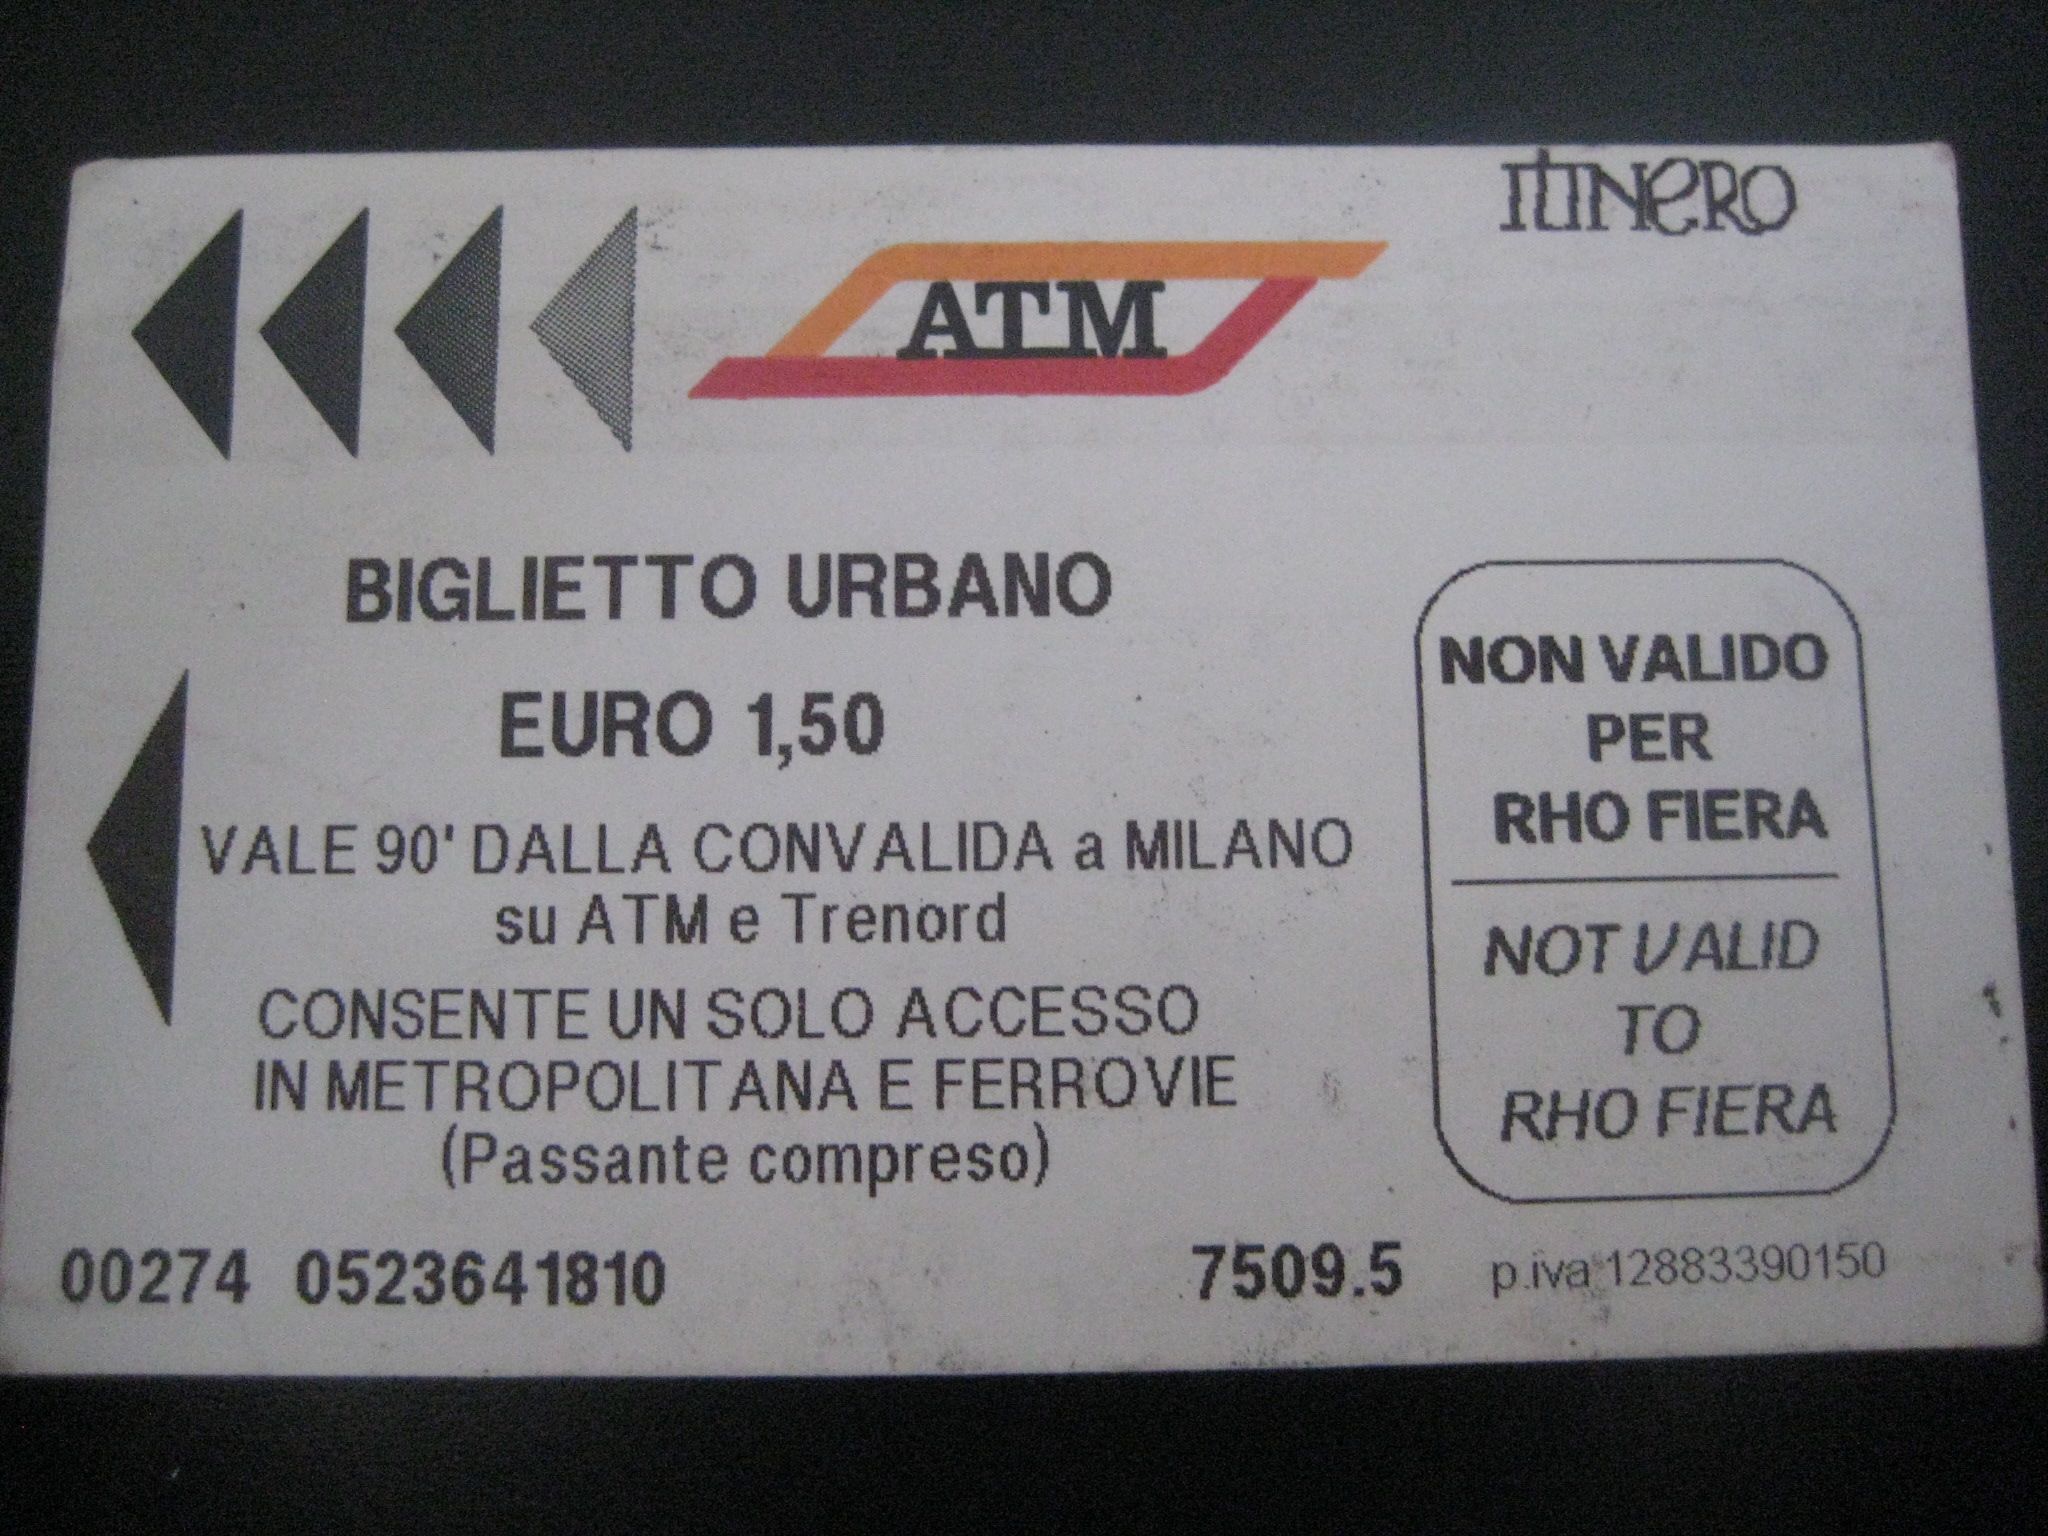 ITINERO
ATM
BIGLIETTO URBANO
EURO 1,50
VALE 90' DALLA CONVALIDA a MILANO
su ATM e Trenord
CONSENTE UN SOLO ACCESSO
IN METROPOLITANA E FERROVIE
(Passante compreso)
NON VALIDO
PER
RHO FIERA
NOT VALID
TO
RHO FIERA
00274 0523641810
7509.5
p.iva 12883390150